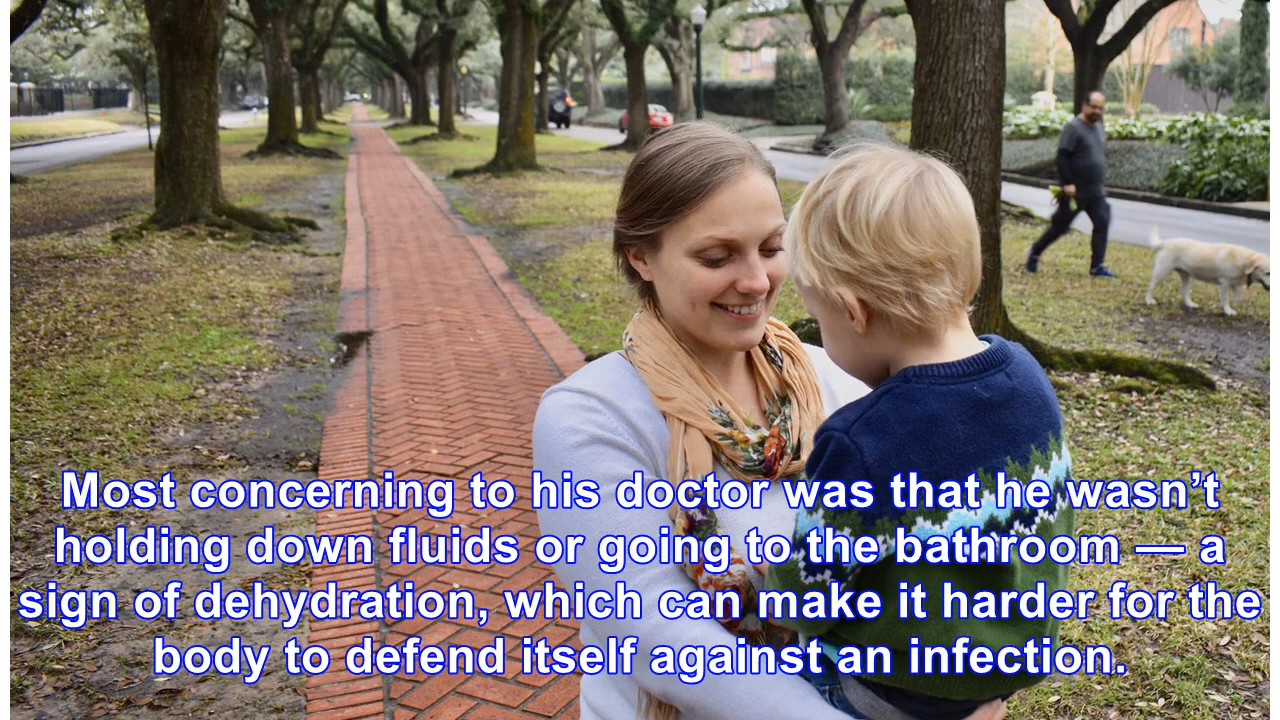 Most concerning to his doctor was that he wasn’t
holding down fluids or going to the bathroom — a
sign of dehydration, which can make it harder for the
body to defend itself against an infection.